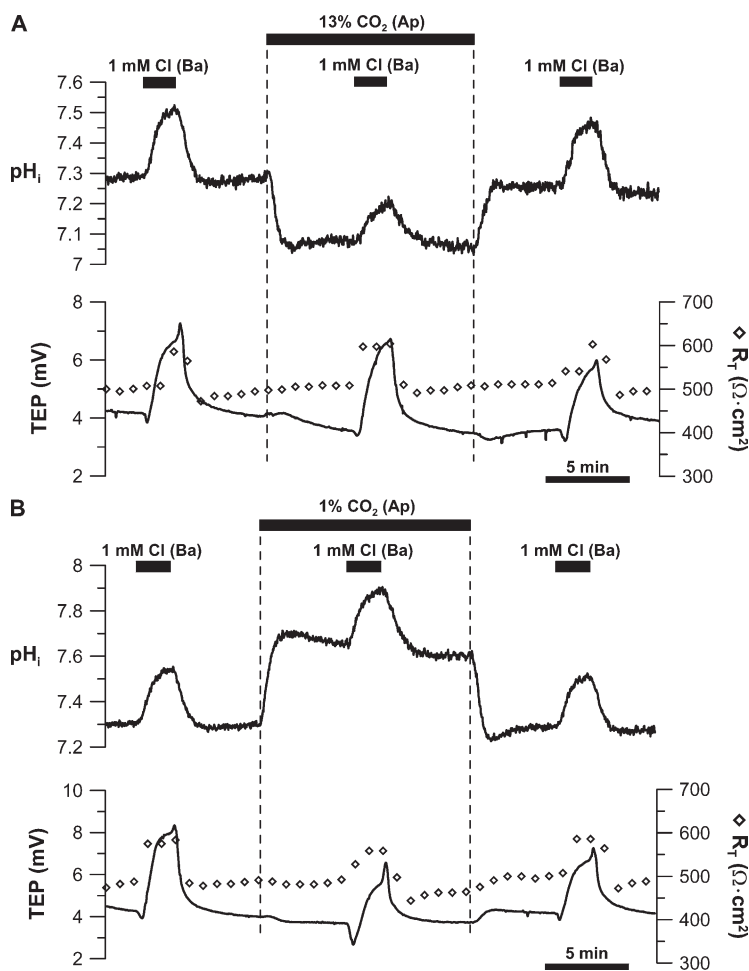 A
13% CO₂ (Ap)
1 mM Cl (Ba) 1 mM Cl (Ba) 1 mM Cl (Ba)
7.6
7.5
7.4
7.3
7.2
7.1
7
pHᵢ
8
6
4
2
TEP (mV)
700
600
500
400
300
◇ R_T (Ω·cm²)
5 min
B
1% CO₂ (Ap)
1 mM Cl (Ba) 1 mM Cl (Ba) 1 mM Cl (Ba)
8
7.8
7.6
7.4
7.2
pHᵢ
10
8
6
4
2
TEP (mV)
700
600
500
400
300
◇ R_T (Ω·cm²)
5 min